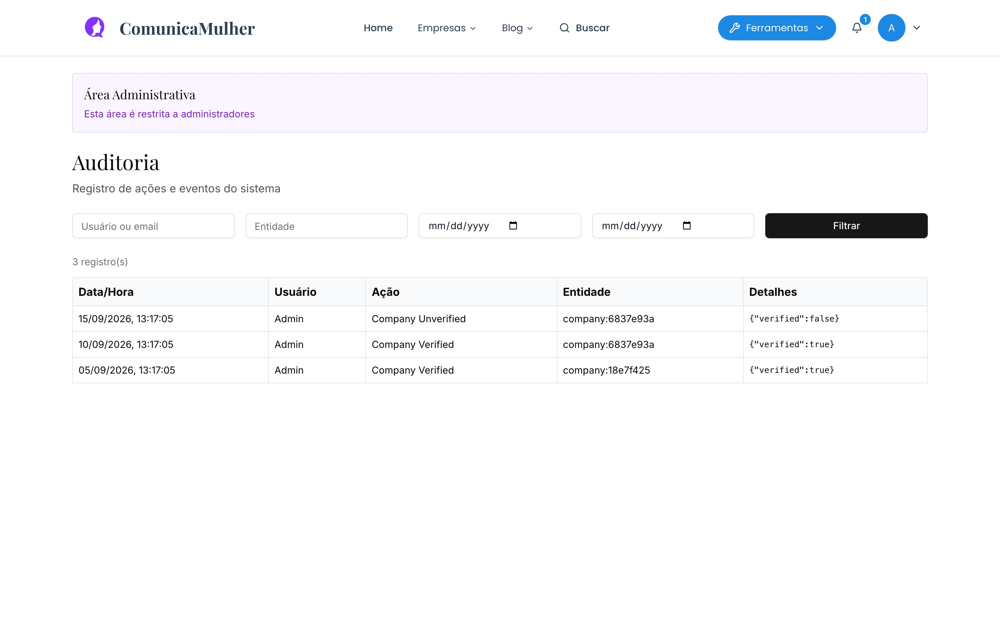 ComunicaMulher
Home Empresas Blog Buscar
Ferramentas 1 A
Área Administrativa
Esta área é restrita a administradores
Auditoria
Registro de ações e eventos do sistema
Usuário ou email Entidade mm/dd/yyyy mm/dd/yyyy Filtrar
3 registro(s)
Data/Hora Usuário Ação Entidade Detalhes
15/09/2026, 13:17:05 Admin Company Unverified company:6837e93a {"verified":false}
10/09/2026, 13:17:05 Admin Company Verified company:6837e93a {"verified":true}
05/09/2026, 13:17:05 Admin Company Verified company:18e7f425 {"verified":true}